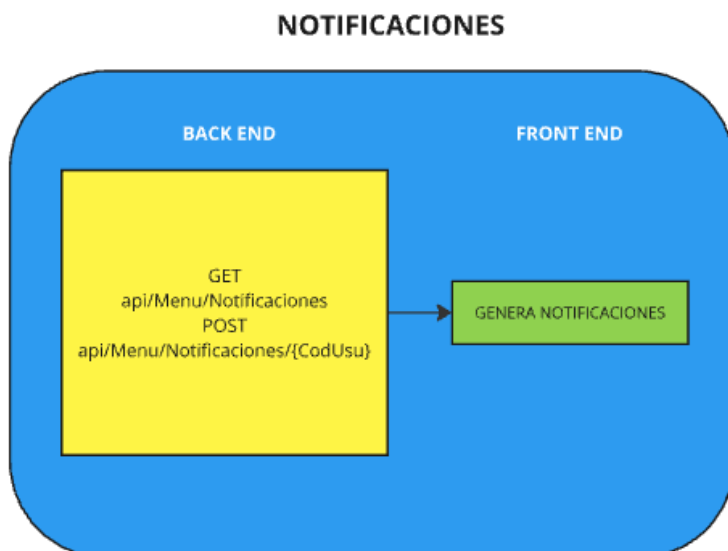 NOTIFICACIONES
BACK END
FRONT END
GET
api/Menu/Notificaciones
POST
api/Menu/Notificaciones/{CodUsu}
GENERA NOTIFICACIONES